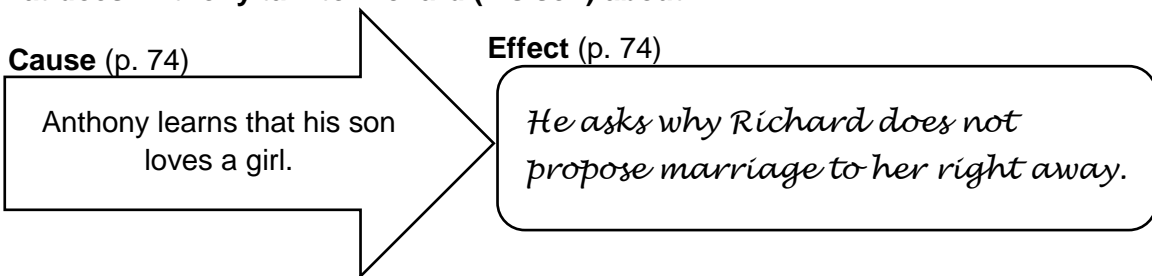 Cause (p. 74)
Effect (p. 74)
Anthony learns that his son
loves a girl.
He asks why Richard does not
propose marriage to her right away.